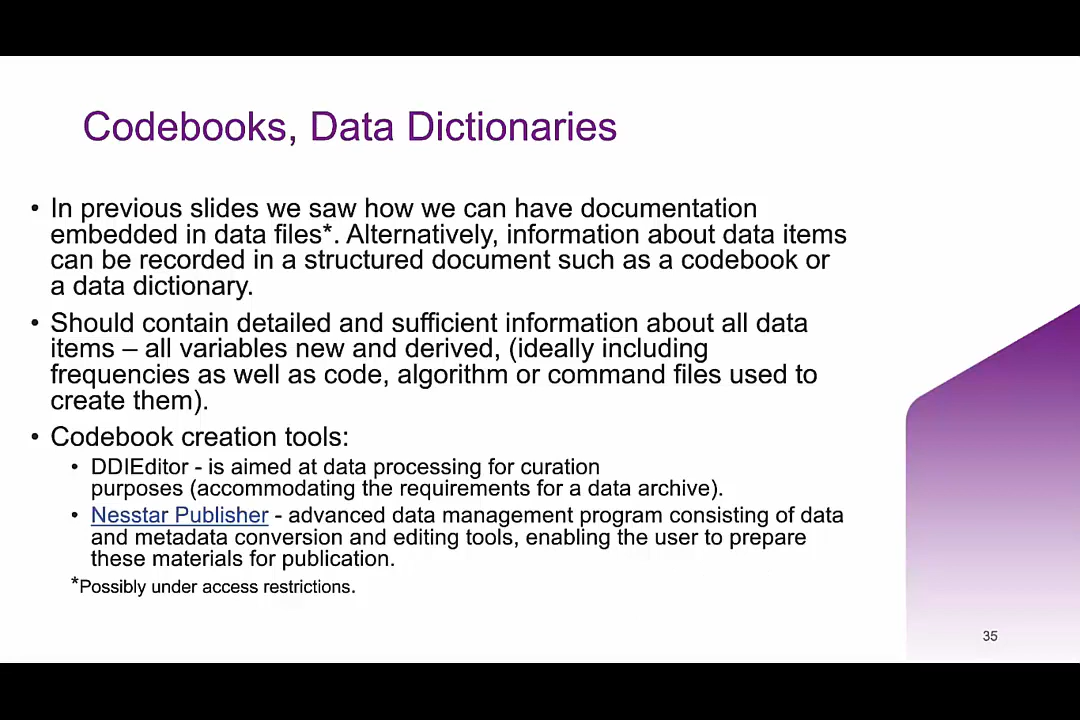 Codebooks, Data Dictionaries
• In previous slides we saw how we can have documentation
embedded in data files*. Alternatively, information about data items
can be recorded in a structured document such as a codebook or
a data dictionary.
• Should contain detailed and sufficient information about all data
items – all variables new and derived, (ideally including
frequencies as well as code, algorithm or command files used to
create them).
• Codebook creation tools:
• DDIEditor - is aimed at data processing for curation
purposes (accommodating the requirements for a data archive).
• Nesstar Publisher - advanced data management program consisting of data
and metadata conversion and editing tools, enabling the user to prepare
these materials for publication.
*Possibly under access restrictions.
35